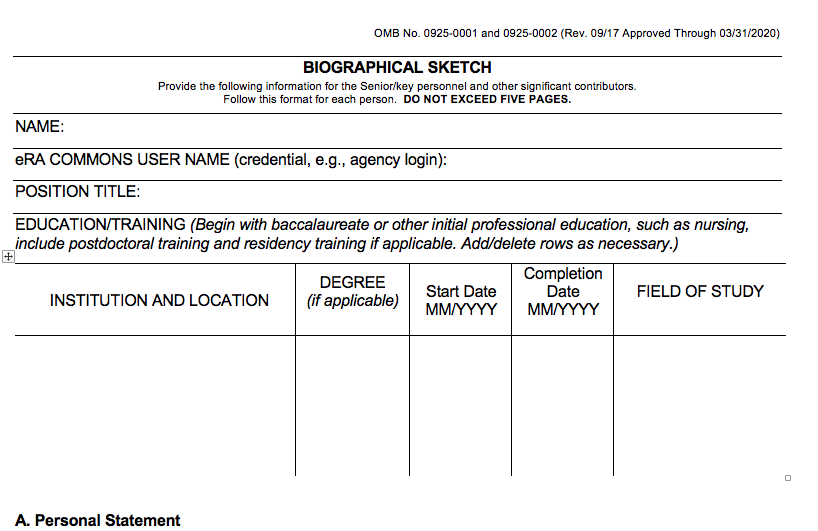 OMB No. 0925-0001 and 0925-0002 (Rev. 09/17 Approved Through 03/31/2020)
BIOGRAPHICAL SKETCH
Provide the following information for the Senior/key personnel and other significant contributors.
Follow this format for each person.  DO NOT EXCEED FIVE PAGES.
NAME:
eRA COMMONS USER NAME (credential, e.g., agency login):
POSITION TITLE:
EDUCATION/TRAINING (Begin with baccalaureate or other initial professional education, such as nursing,
include postdoctoral training and residency training if applicable. Add/delete rows as necessary.)
INSTITUTION AND LOCATION
DEGREE
(if applicable)
Start Date
MM/YYYY
Completion
Date
MM/YYYY
FIELD OF STUDY
A. Personal Statement